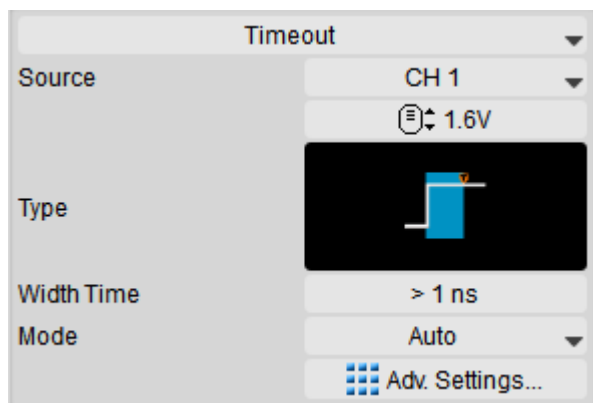 Timeout
Source CH 1
1.6V
Type
T
Width Time > 1 ns
Mode Auto
Adv. Settings...